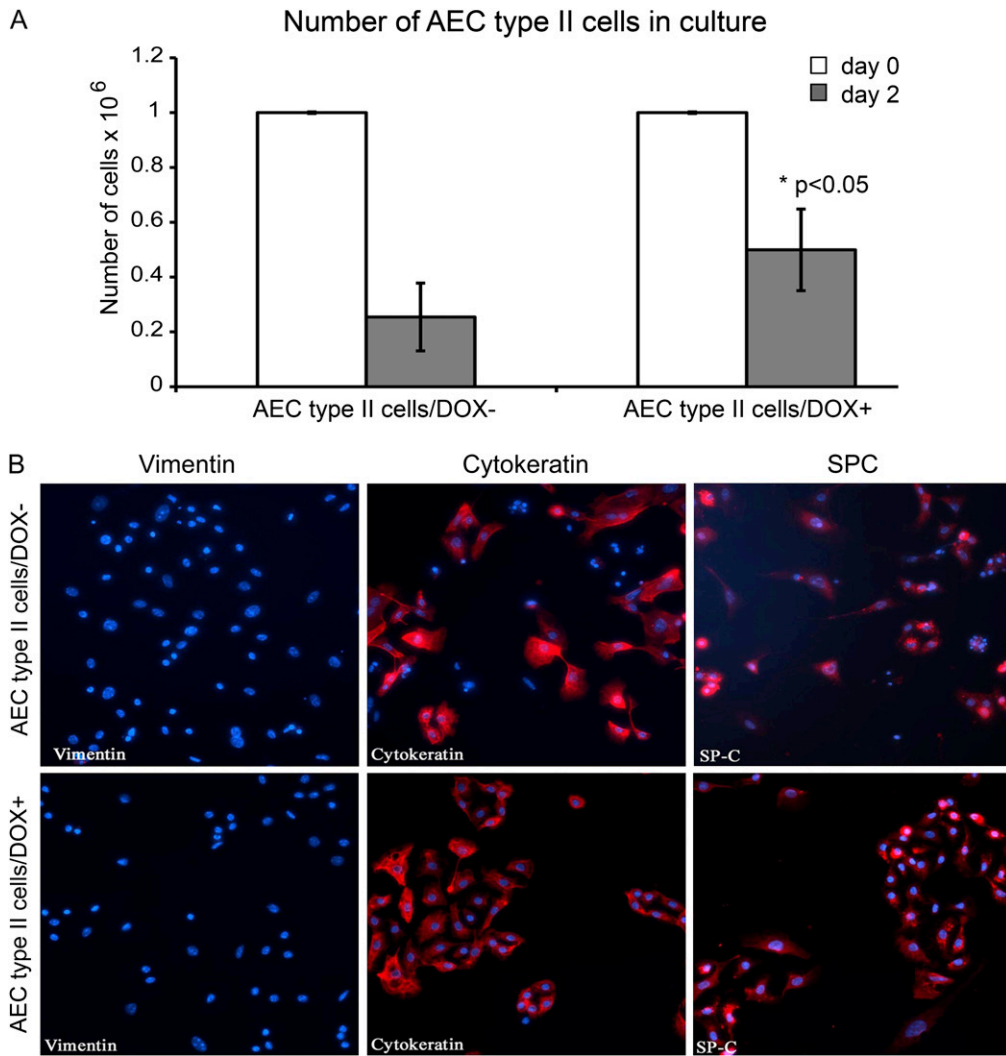 A
Number of AEC type II cells in culture
Number of cells x 10⁶
1.2
1
0.8
0.6
0.4
0.2
0
day 0
day 2
* p<0.05
AEC type II cells/DOX-
AEC type II cells/DOX+
B
Vimentin
Cytokeratin
SPC
AEC type II cells/DOX-
Vimentin
Cytokeratin
SP-C
AEC type II cells/DOX+
Vimentin
Cytokeratin
SP-C